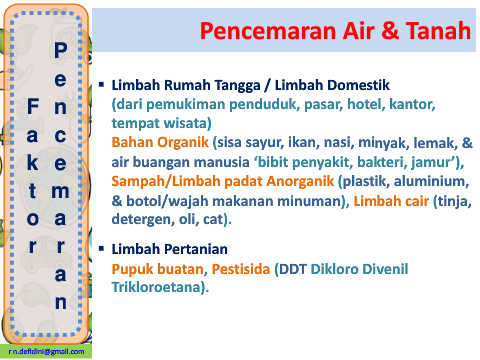 Pencemaran Air & Tanah
Faktor
Pencemaran
▪ Limbah Rumah Tangga / Limbah Domestik
(dari pemukiman penduduk, pasar, hotel, kantor,
tempat wisata)
Bahan Organik (sisa sayur, ikan, nasi, minyak, lemak, &
air buangan manusia ‘bibit penyakit, bakteri, jamur’),
Sampah/Limbah padat Anorganik (plastik, aluminium,
& botol/wajah makanan minuman), Limbah cair (tinja,
detergen, oli, cat).
▪ Limbah Pertanian
Pupuk buatan, Pestisida (DDT Dikloro Divenil
Trikloroetana).
r.n.defidini@gmail.com